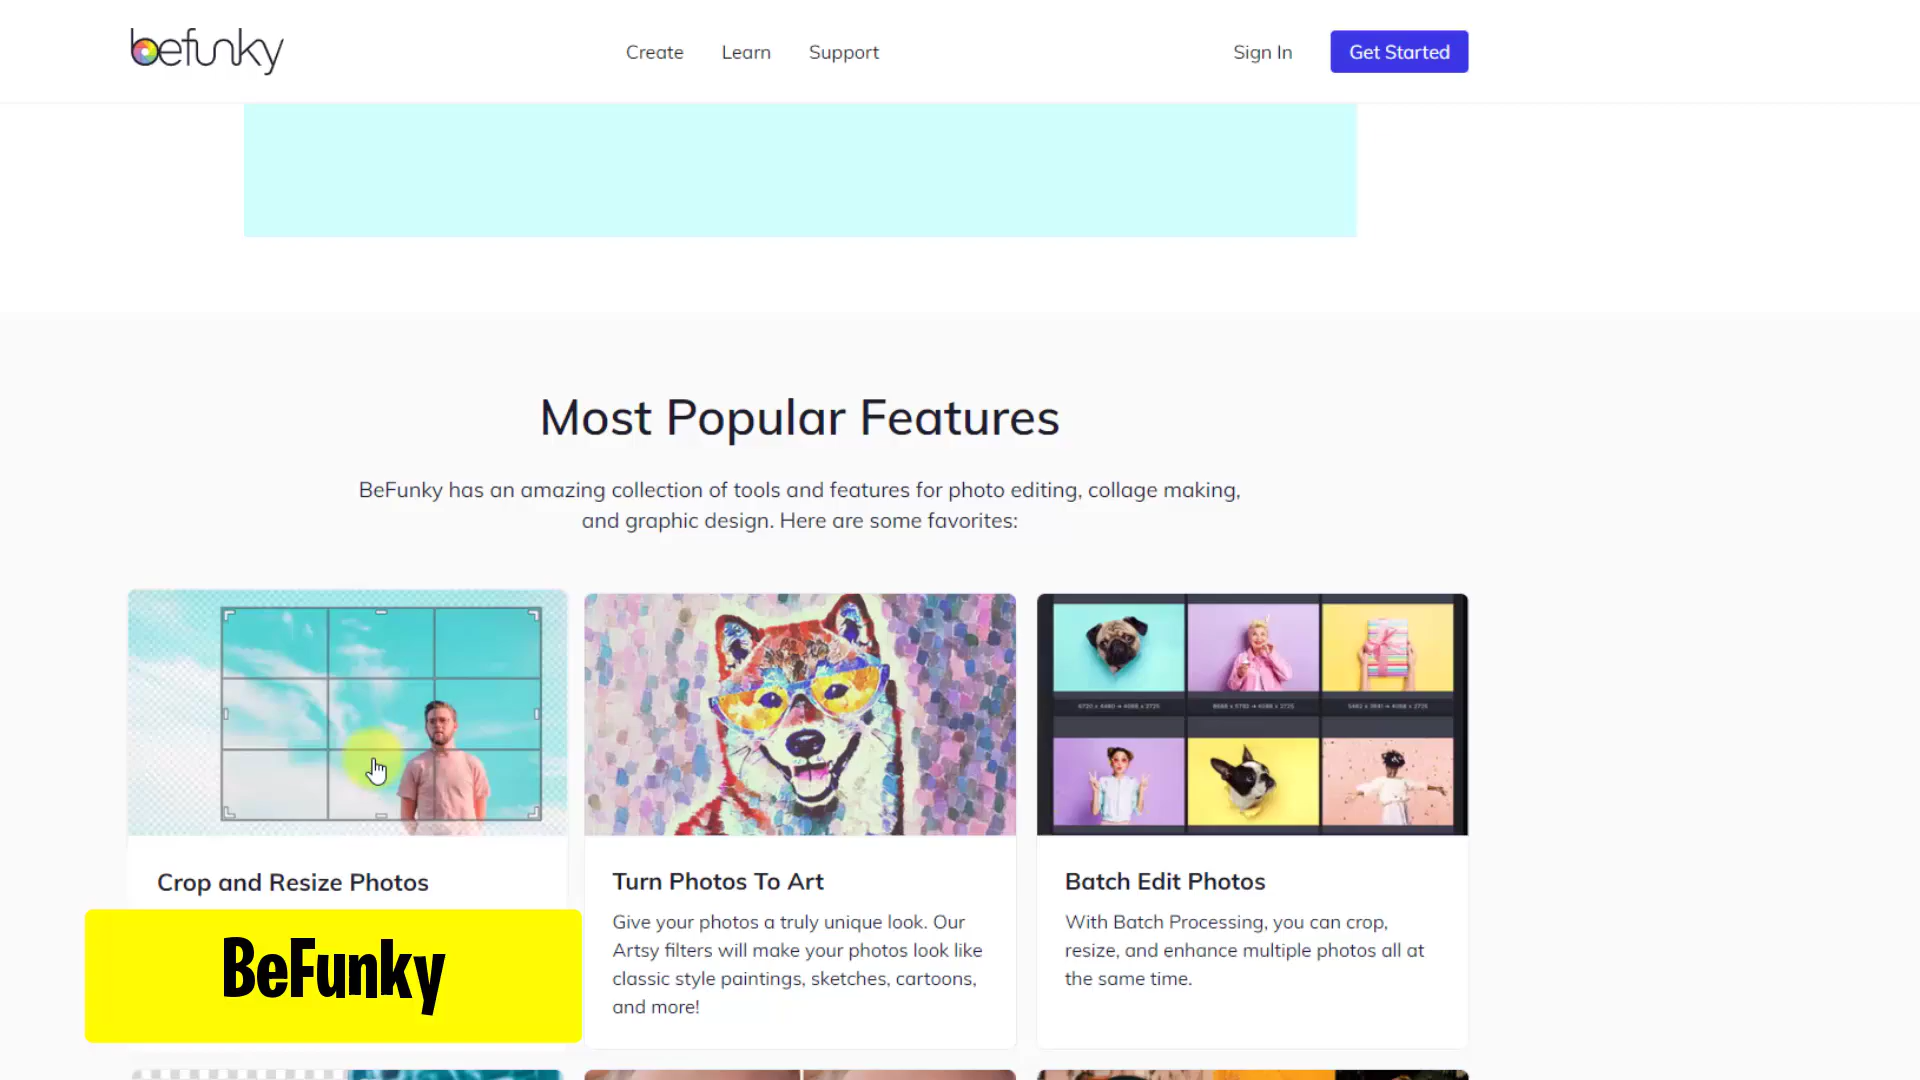 befunky
Create
Learn
Support
Sign In
Get Started
Most Popular Features
BeFunky has an amazing collection of tools and features for photo editing, collage making,
and graphic design. Here are some favorites:
Crop and Resize Photos
BeFunky
Turn Photos To Art
Give your photos a truly unique look. Our
Artsy filters will make your photos look like
classic style paintings, sketches, cartoons,
and more!
Batch Edit Photos
With Batch Processing, you can crop,
resize, and enhance multiple photos all at
the same time.